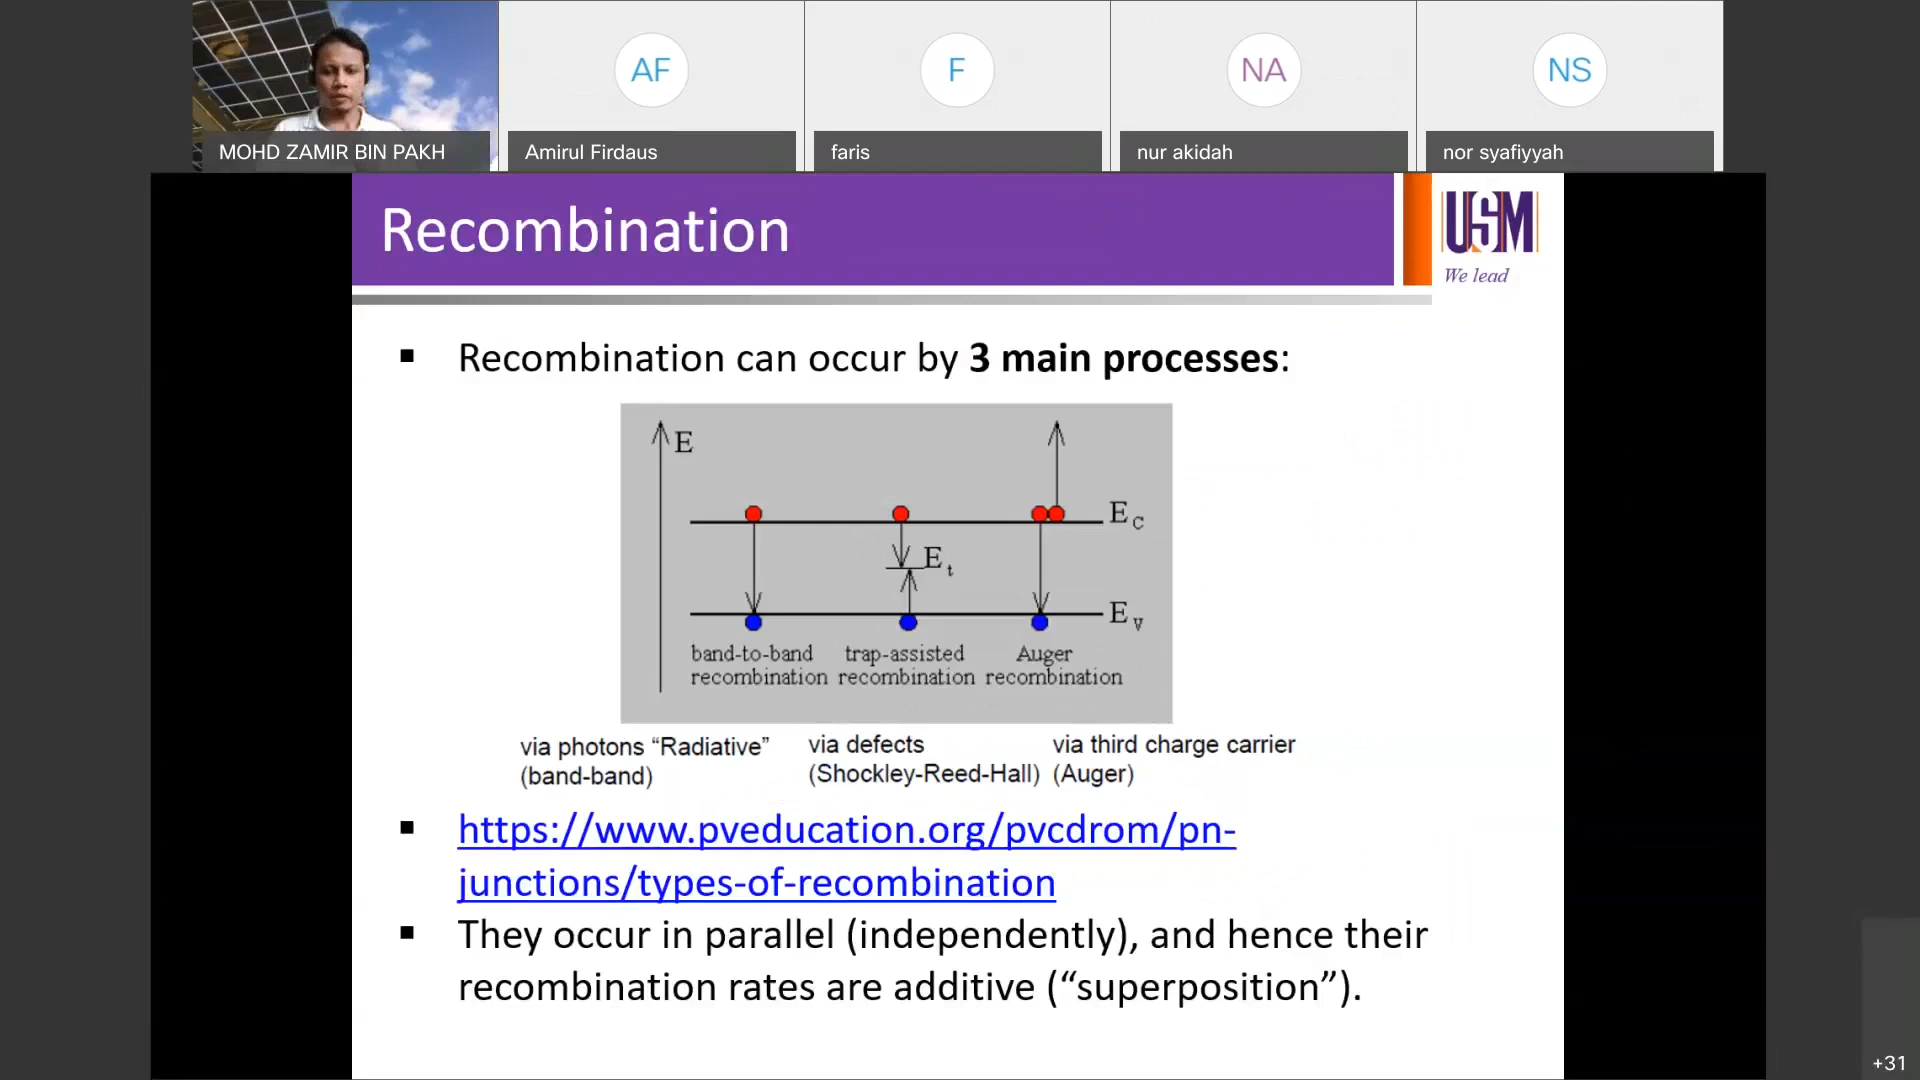 AF
F
NA
NS
MOHD ZAMIR BIN PAKH
Amirul Firdaus
faris
nur akidah
nor syafiyyah
Recombination
USM
We lead
▪ Recombination can occur by 3 main processes:
E
E C
E t
E V
band-to-band recombination
trap-assisted recombination
Auger recombination
via photons “Radiative”
(band-band)
via defects
(Shockley-Reed-Hall)
via third charge carrier
(Auger)
▪ https://www.pveducation.org/pvcdrom/pn-
junctions/types-of-recombination
▪ They occur in parallel (independently), and hence their
recombination rates are additive (“superposition”).
+31